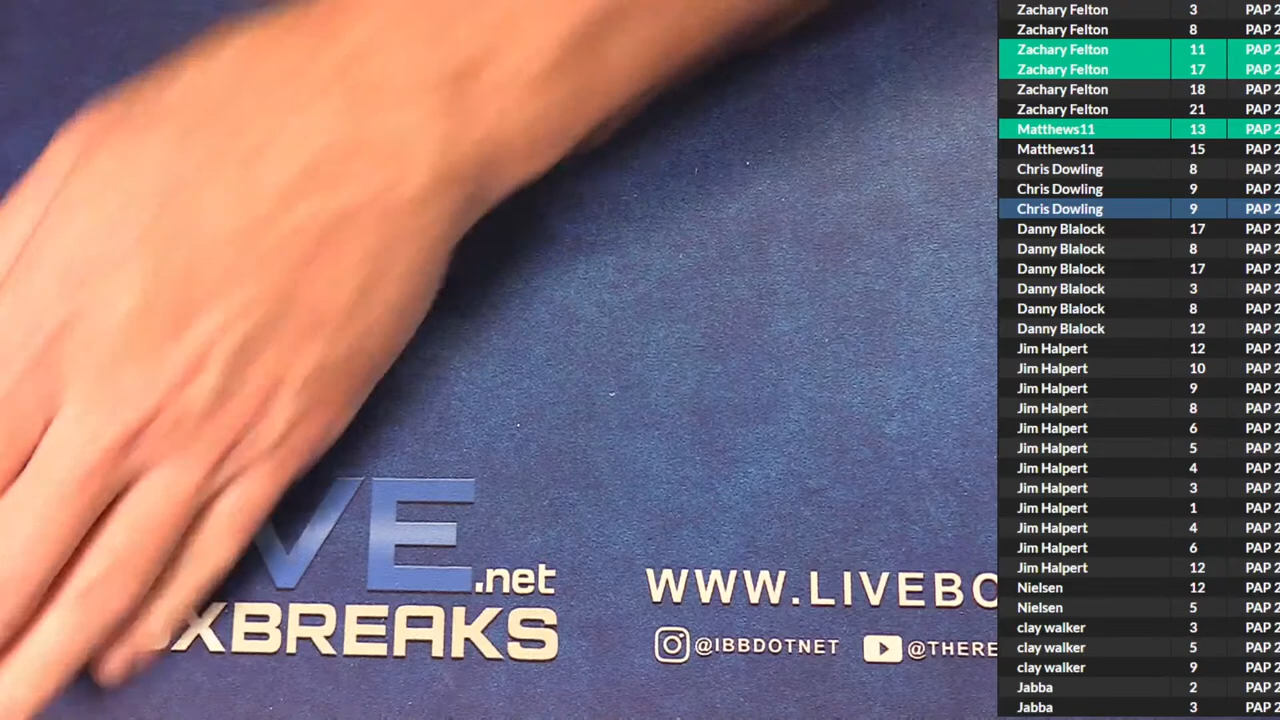 Zachary Felton 3 PAP 2
Zachary Felton 8 PAP 2
Zachary Felton 11 PAP 2
Zachary Felton 17 PAP 2
Zachary Felton 18 PAP 2
Zachary Felton 21 PAP 2
Matthews11 13 PAP 2
Matthews11 15 PAP 2
Chris Dowling 8 PAP 2
Chris Dowling 9 PAP 2
Chris Dowling 9 PAP 2
Danny Blalock 17 PAP 2
Danny Blalock 8 PAP 2
Danny Blalock 17 PAP 2
Danny Blalock 3 PAP 2
Danny Blalock 8 PAP 2
Danny Blalock 12 PAP 2
Jim Halpert 12 PAP 2
Jim Halpert 10 PAP 2
Jim Halpert 9 PAP 2
Jim Halpert 8 PAP 2
Jim Halpert 6 PAP 2
Jim Halpert 5 PAP 2
Jim Halpert 4 PAP 2
Jim Halpert 3 PAP 2
Jim Halpert 1 PAP 2
Jim Halpert 4 PAP 2
Jim Halpert 6 PAP 2
Jim Halpert 12 PAP 2
Nielsen 12 PAP 2
Nielsen 5 PAP 2
clay walker 3 PAP 2
clay walker 5 PAP 2
clay walker 9 PAP 2
Jabba 2 PAP 2
Jabba 3 PAP 2
VE.net
XBREAKS
WWW.LIVEBO
@IBBDOTNET @THERE